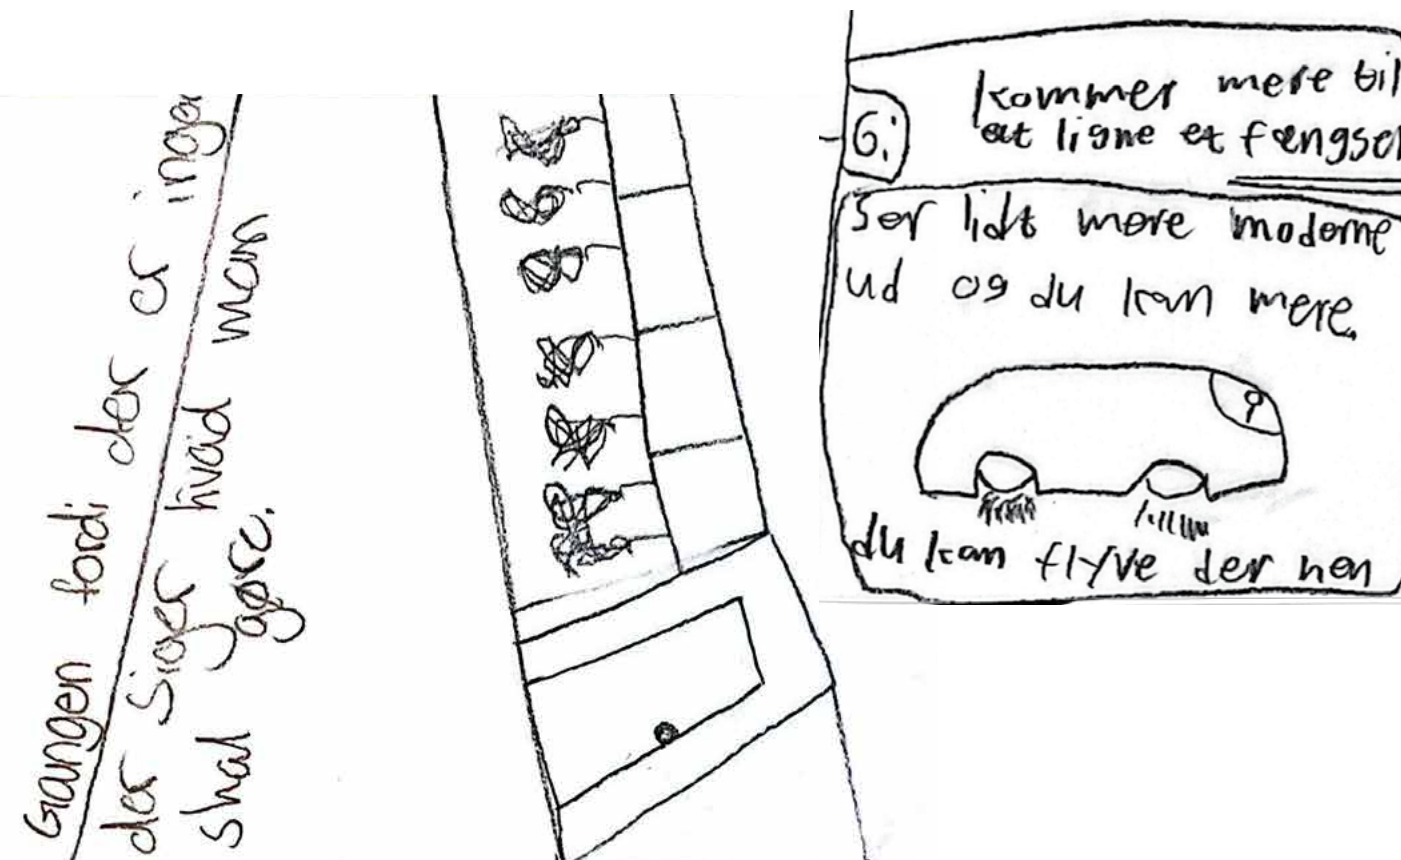 Gangen fordi der er ingen
der siger hvad man
skal gøre.
6:
kommer mere til
at ligne et fængsel
Ser lidt mere moderne
ud og du kan mere.
du kan flyve der hen